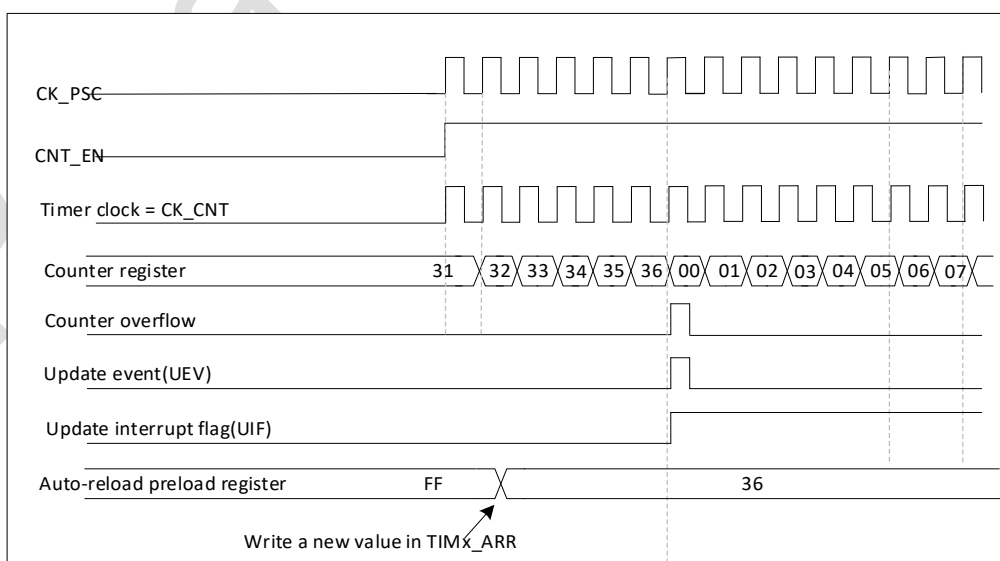 CK_PSC
CNT_EN
Timer clock = CK_CNT
Counter register 31 32 33 34 35 36 00 01 02 03 04 05 06 07
Counter overflow
Update event(UEV)
Update interrupt flag(UIF)
Auto-reload preload register FF 36
Write a new value in TIMx_ARR